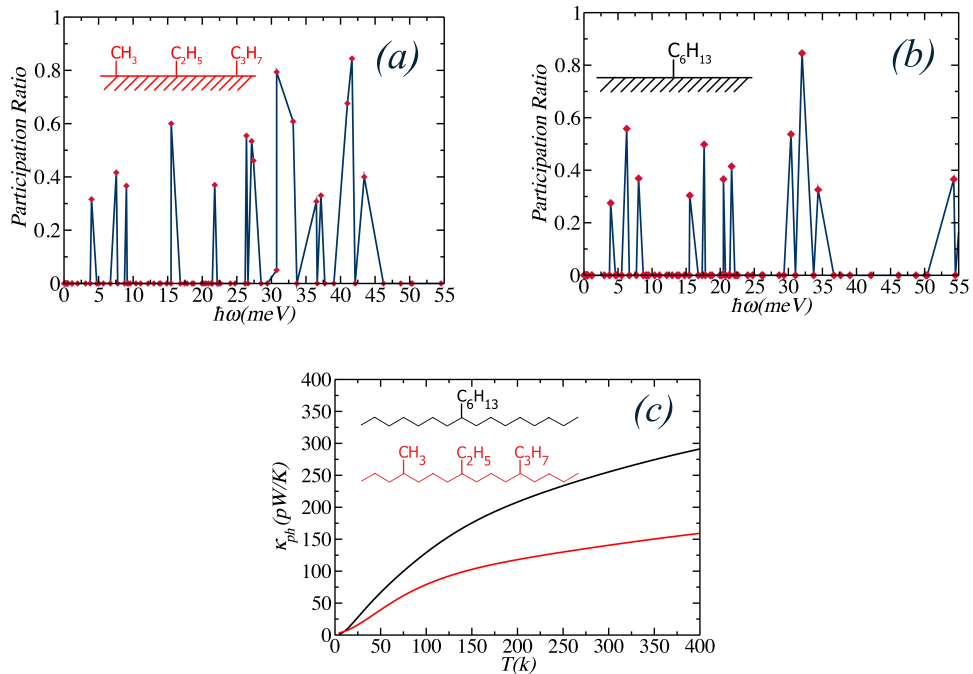 (a)
CH3 C2H5 C3H7
Participation Ratio
1
0.8
0.6
0.4
0.2
0
0 5 10 15 20 25 30 35 40 45 55
ħω(meV)
(b)
C6H13
Participation Ratio
1
0.8
0.6
0.4
0.2
0
0 5 10 15 20 25 30 35 40 45 55
ħω(meV)
(c)
C6H13
CH3 C2H5 C3H7
κph(pW/K)
400
350
300
250
200
150
100
50
0
0 50 100 150 200 250 300 350 400
T(k)